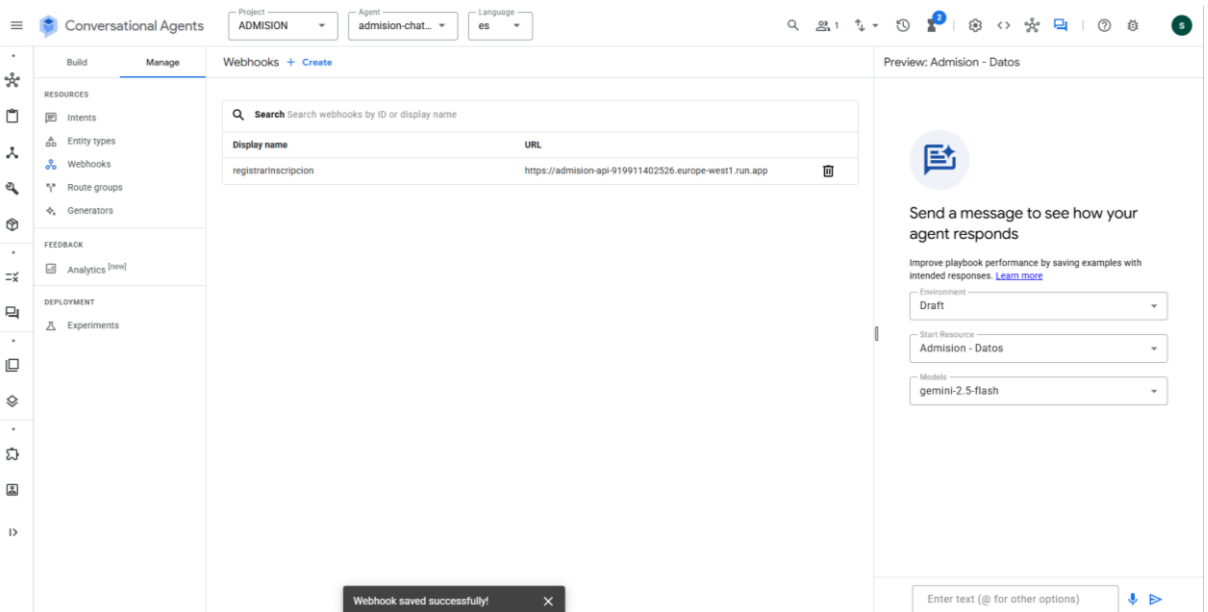 Conversational Agents
Project
ADMISION
Agent
admision-chat...
Language
es
1
2
s
Build
Manage
RESOURCES
Intents
Entity types
Webhooks
Route groups
Generators
FEEDBACK
Analytics [new]
DEPLOYMENT
Experiments
Webhooks + Create
Search Search webhooks by ID or display name
Display name URL
registrarInscripcion https://admision-api-919911402526.europe-west1.run.app
Webhook saved successfully!
Preview: Admision - Datos
Send a message to see how your
agent responds
Improve playbook performance by saving examples with
intended responses. Learn more
Environment
Draft
Start Resource
Admision - Datos
Models
gemini-2.5-flash
Enter text (@ for other options)